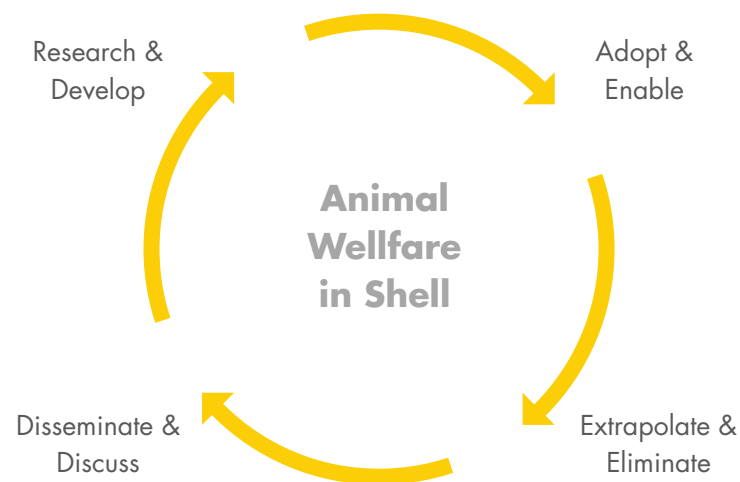 Research &
Develop
Adopt &
Enable
Animal
Wellfare
in Shell
Disseminate &
Discuss
Extrapolate &
Eliminate